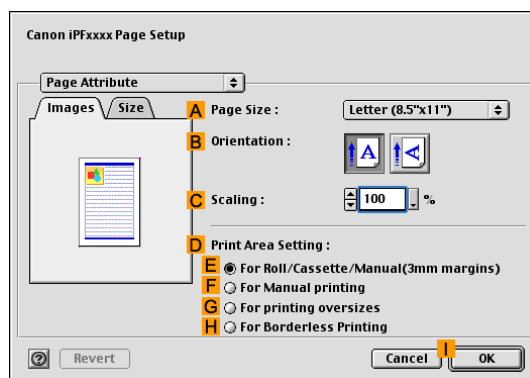 Canon iPFxxxx Page Setup
Page Attribute
Images Size
A Page Size : Letter (8.5"x11")
B Orientation :
A A
C Scaling : 100 %
D Print Area Setting :
E For Roll/Cassette/Manual(3mm margins)
F For Manual printing
G For printing oversizes
H For Borderless Printing
I
? Revert Cancel OK